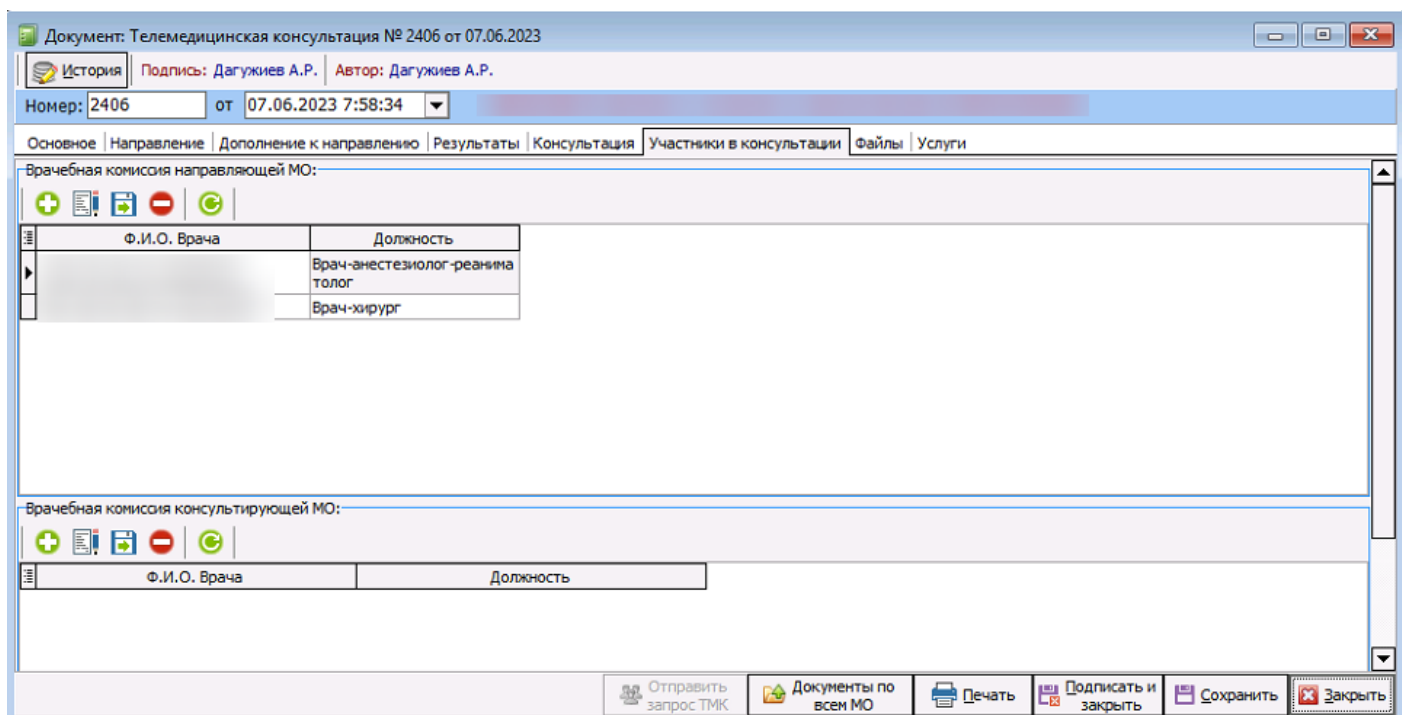 Документ: Телемедицинская консультация № 2406 от 07.06.2023
История Подпись: Дагужиев А.Р. Автор: Дагужиев А.Р.
Номер: 2406 от 07.06.2023 7:58:34
Основное Направление Дополнение к направлению Результаты Консультация Участники в консультации Файлы Услуги
Врачебная комиссия направляющей МО:
Ф.И.О. Врача Должность
Врач-анестезиолог-реанима
толог
Врач-хирург
Врачебная комиссия консультирующей МО:
Ф.И.О. Врача Должность
Отправить
запрос ТМК
Документы по
всем МО
Печать
Подписать и
закрыть
Сохранить
Закрыть